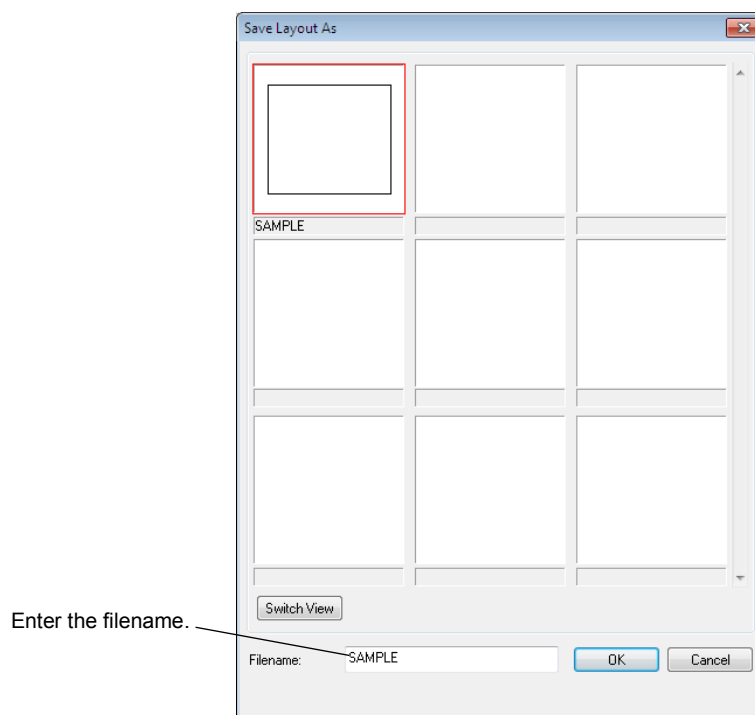 Save Layout As
SAMPLE
Switch View
Enter the filename.
Filename: SAMPLE OK Cancel